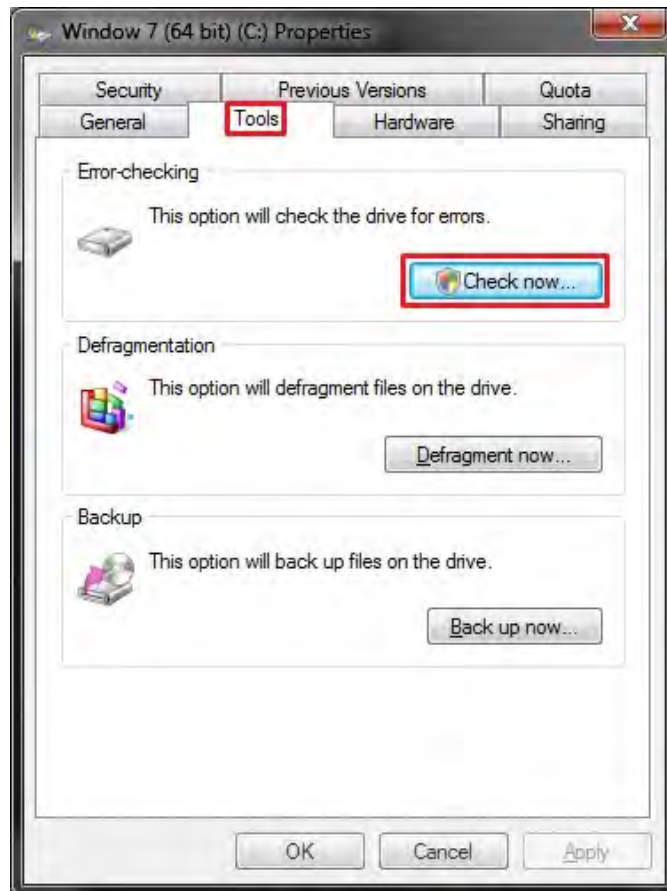 Window 7 (64 bit) (C:) Properties
Security Previous Versions Quota
General Tools Hardware Sharing
Error-checking
This option will check the drive for errors.
Check now...
Defragmentation
This option will defragment files on the drive.
Defragment now...
Backup
This option will back up files on the drive.
Back up now...
OK Cancel Apply